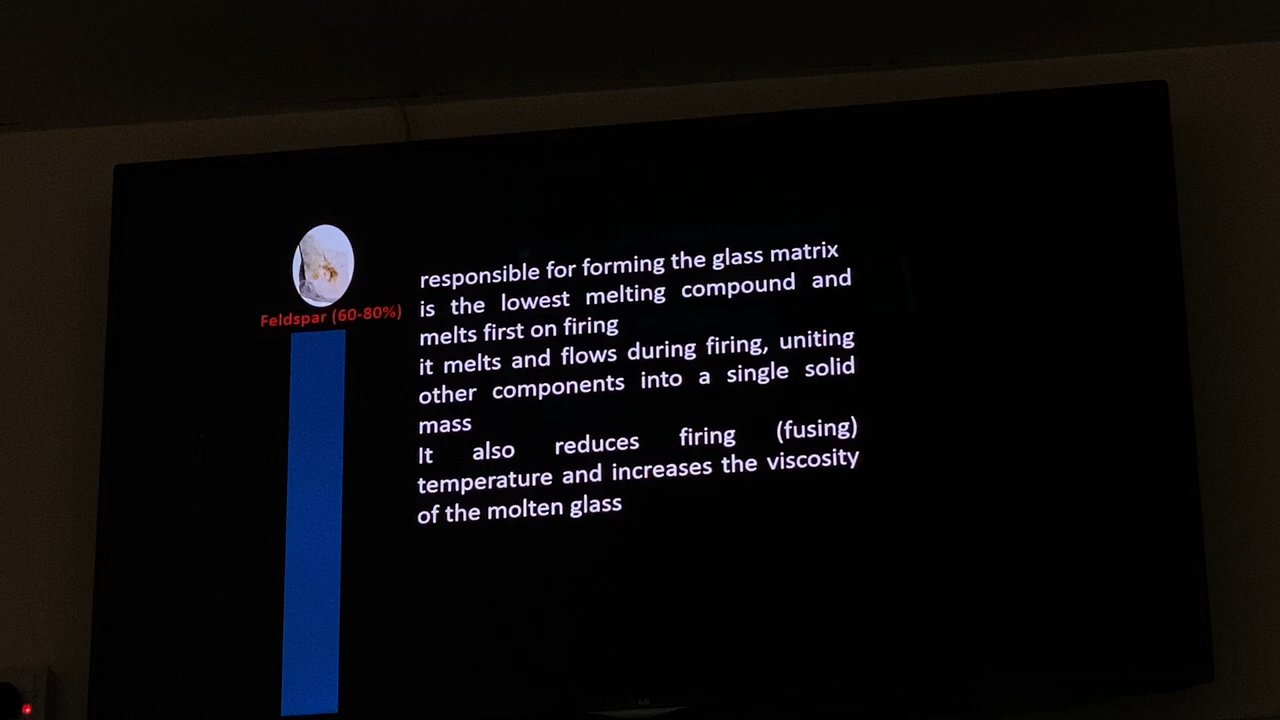 Feldspar (60-80%)
responsible for forming the glass matrix
is the lowest melting compound and
melts first on firing
it melts and flows during firing, uniting
other components into a single solid
mass
It also reduces firing (fusing)
temperature and increases the viscosity
of the molten glass
LG